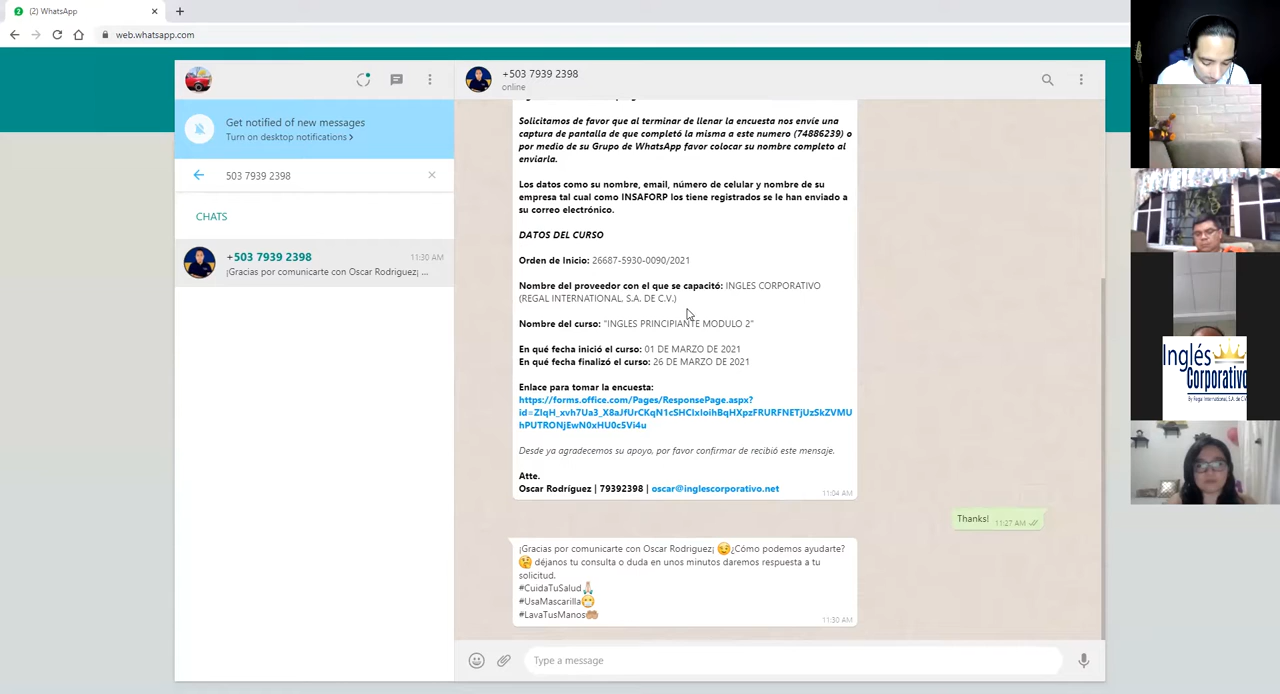 (2) WhatsApp
web.whatsapp.com
+503 7939 2398
online
Get notified of new messages
Turn on desktop notifications
503 7939 2398
CHATS
+503 7939 2398
11:30 AM
¡Gracias por comunicarte con Oscar Rodriguez¡ ...
Solicitamos de favor que al terminar de llenar la encuesta nos envíe una
captura de pantalla de que completó la misma a este numero (74886239) o
por medio de su Grupo de WhatsApp favor colocar su nombre completo al
enviarla.
Los datos como su nombre, email, número de celular y nombre de su
empresa tal cual como INSAFORP los tiene registrados se le han enviado a
su correo electrónico.
DATOS DEL CURSO
Orden de Inicio: 26687-5930-0090/2021
Nombre del proveedor con el que se capacitó: INGLES CORPORATIVO
(REGAL INTERNATIONAL. S.A. DE C.V.)
Nombre del curso: "INGLES PRINCIPIANTE MODULO 2"
En qué fecha inició el curso: 01 DE MARZO DE 2021
En qué fecha finalizó el curso: 26 DE MARZO DE 2021
Enlace para tomar la encuesta:
https://forms.office.com/Pages/ResponsePage.aspx?
Desde ya agradecemos su apoyo, por favor confirmar de recibió este mensaje.
Atte.
Oscar Rodríguez | 79392398 | oscar@inglescorporativo.net
11:04 AM
Thanks!
11:27 AM
¡Gracias por comunicarte con Oscar Rodriguez¡ 😉¿Cómo podemos ayudarte?
🤔 déjanos tu consulta o duda en unos minutos daremos respuesta a tu
solicitud.
#CuidaTuSalud🙏🏻
#UsaMascarilla😷
#LavaTusManos🤲🏼
11:30 AM
Type a message
Inglés
Corporativo